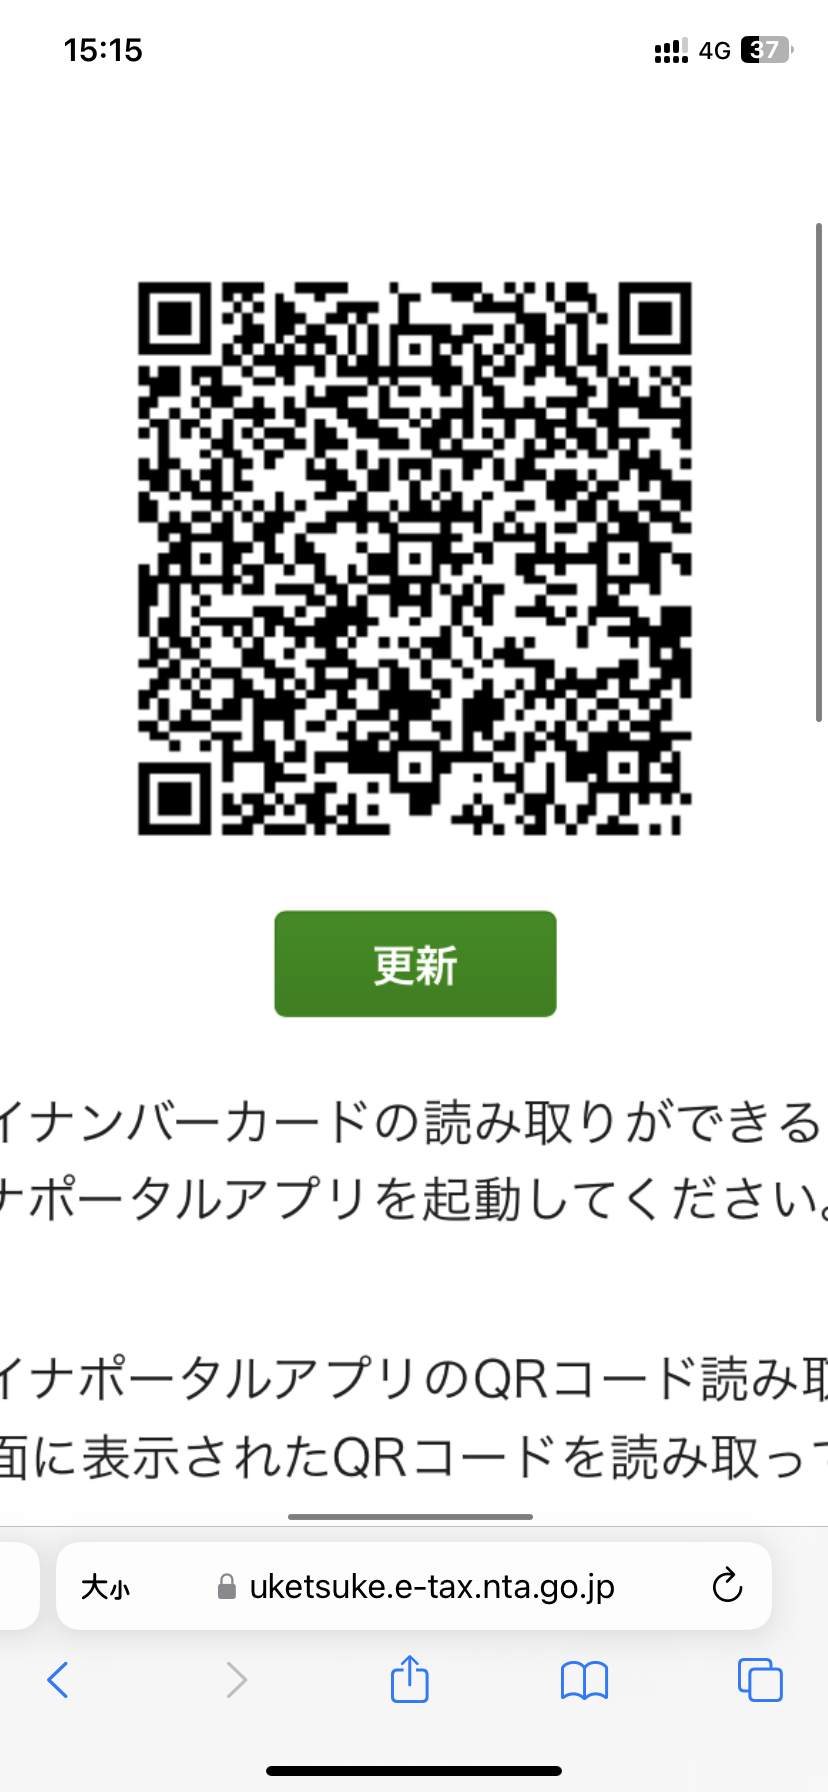 15:15
4G 37
更新
イナンバーカードの読み取りができる
ナポータルアプリを起動してください。
イナポータルアプリのQRコード読み取
面に表示されたQRコードを読み取って
大小 uketsuke.e-tax.nta.go.jp